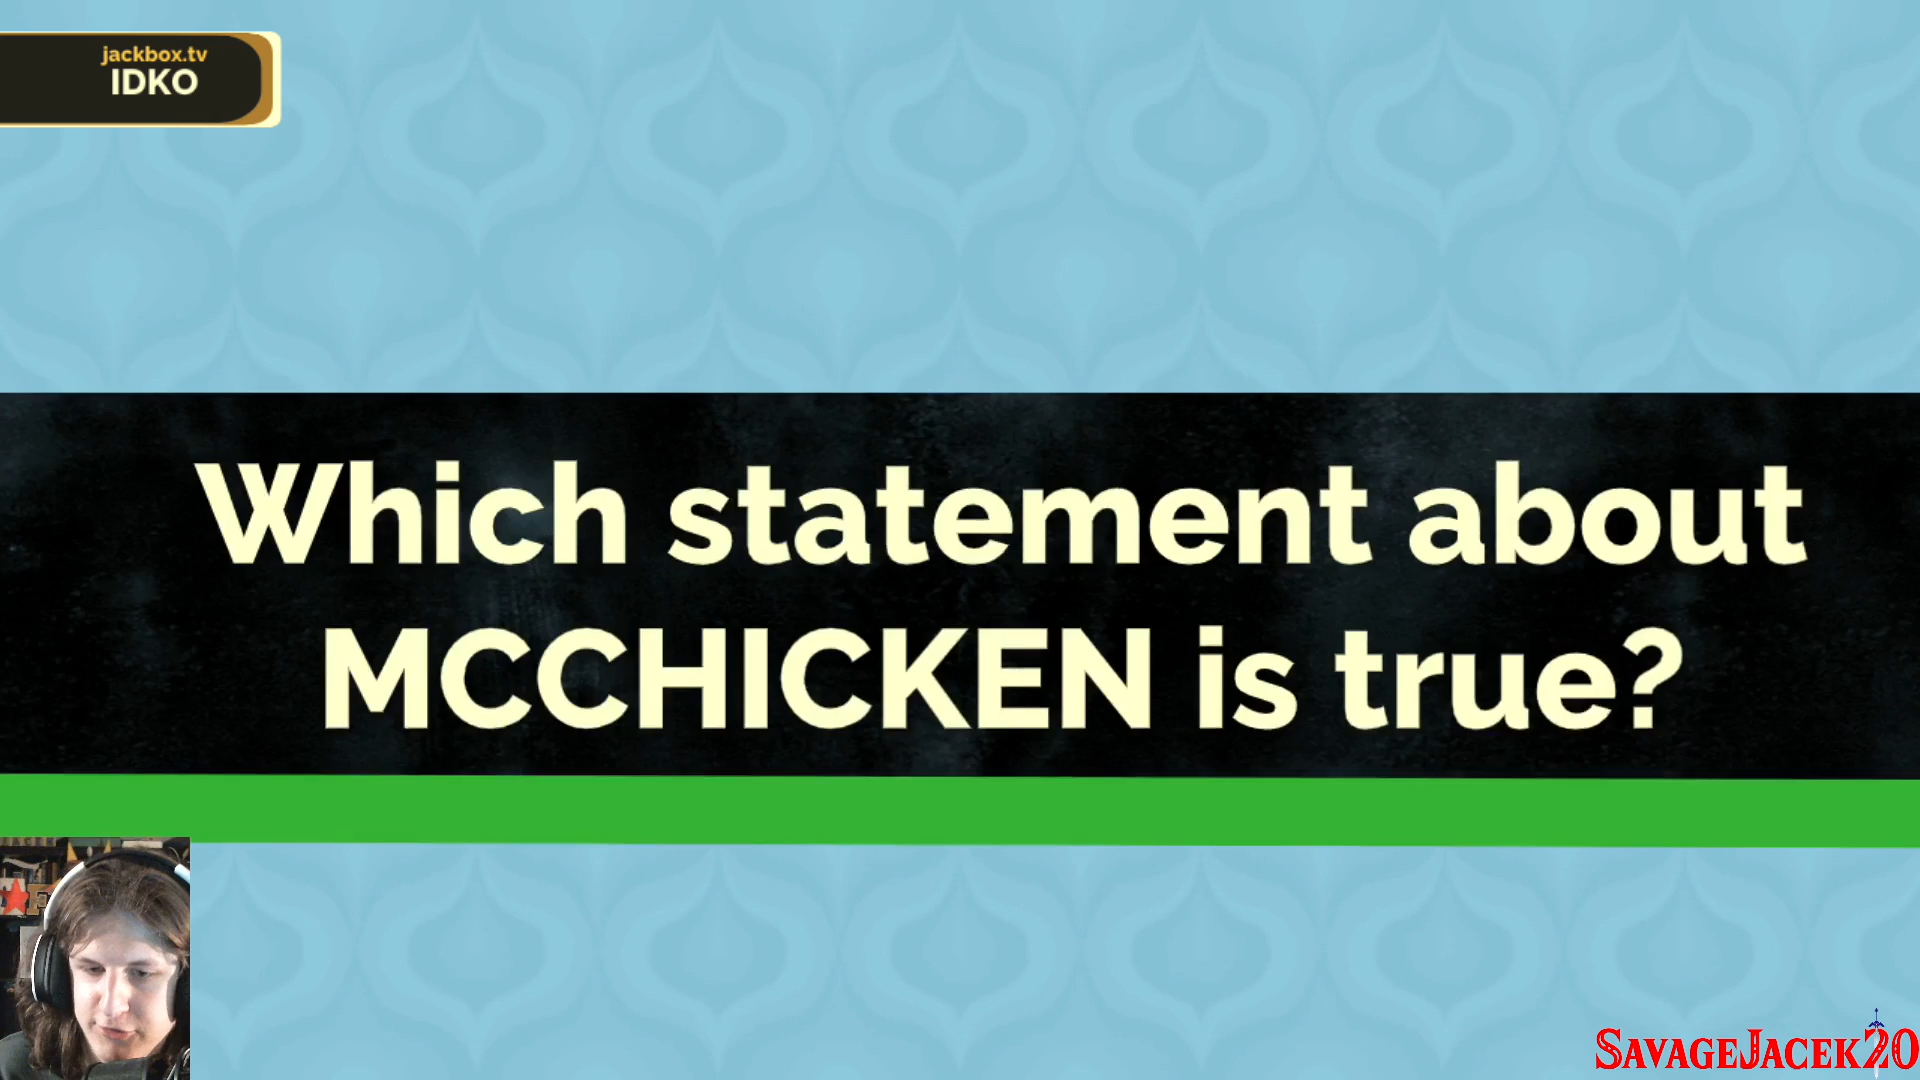 jackbox.tv
IDKO
Which statement about
MCCHICKEN is true?
SavageJacek20